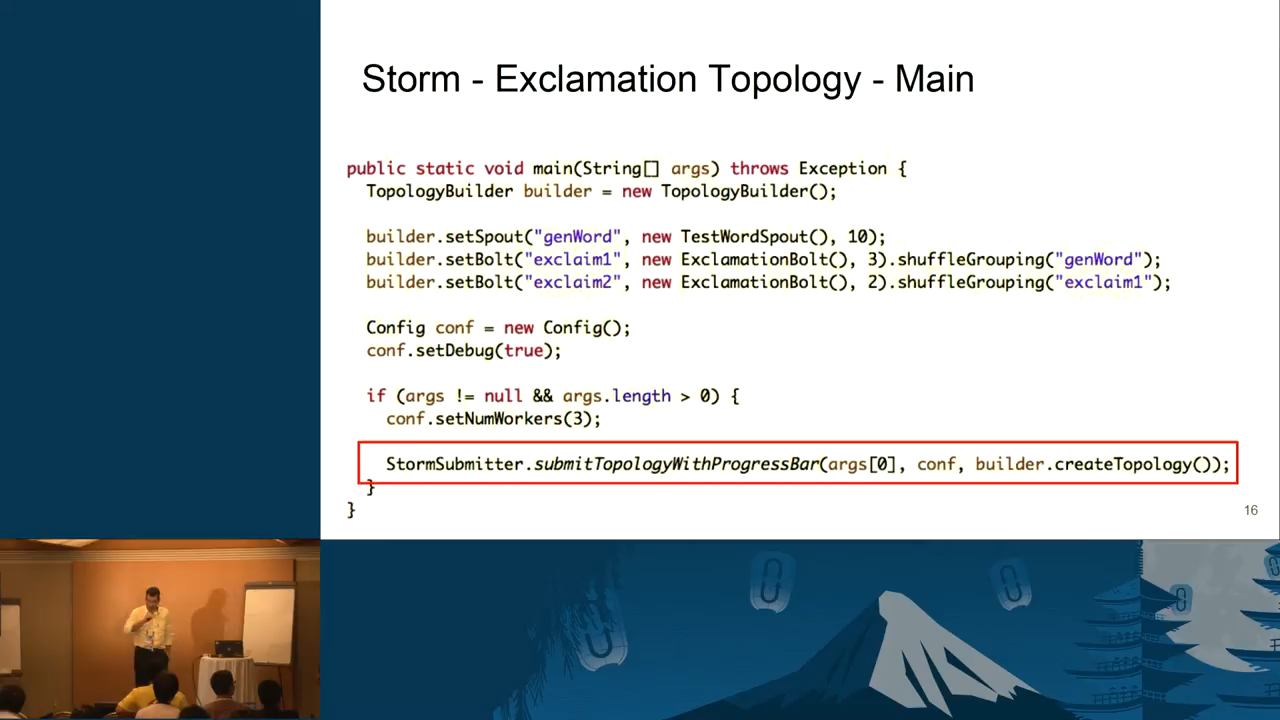 Storm - Exclamation Topology - Main
public static void main(String[] args) throws Exception {
TopologyBuilder builder = new TopologyBuilder();
builder.setSpout("genWord", new TestWordSpout(), 10);
builder.setBolt("exclaim1", new ExclamationBolt(), 3).shuffleGrouping("genWord");
builder.setBolt("exclaim2", new ExclamationBolt(), 2).shuffleGrouping("exclaim1");
Config conf = new Config();
conf.setDebug(true);
if (args != null && args.length > 0) {
conf.setNumWorkers(3);
StormSubmitter.submitTopologyWithProgressBar(args[0], conf, builder.createTopology());
}
}
16